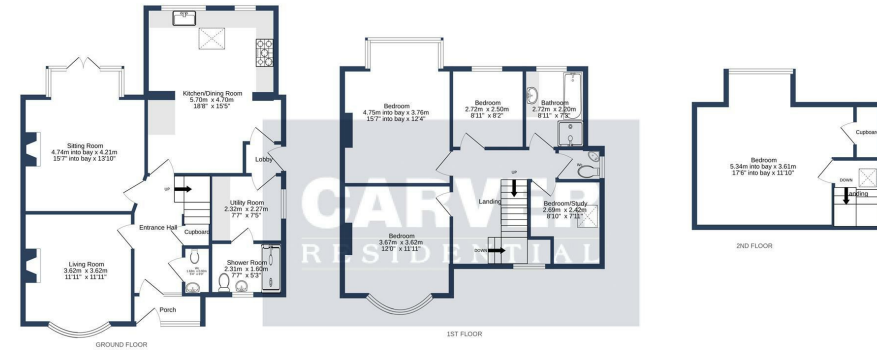 Kitchen/Dining Room
5.70m x 4.70m
18'8" x 15'5"
Sitting Room
4.74m into bay x 4.21m
15'7" into bay x 13'10"
Lobby
UP
Utility Room
2.32m x 2.27m
7'7" x 7'5"
Cupboard
Entrance Hall
Living Room
3.62m x 3.62m
11'11" x 11'11"
Shower Room
2.31m x 1.60m
7'7" x 5'3"
Porch
GROUND FLOOR
Bedroom
4.75m into bay x 3.76m
15'7" into bay x 12'4"
Bedroom
2.72m x 2.50m
8'11" x 8'2"
Bathroom
2.72m x 2.20m
8'11" x 7'3"
UP
Landing
Bedroom/Study
2.69m x 2.42m
8'10" x 7'11"
Bedroom
3.67m x 3.62m
12'0" x 11'11"
DOWN
1ST FLOOR
CARVER
RESIDENTIAL
Bedroom
5.34m into bay x 3.61m
17'6" into bay x 11'10"
Cupboard
DOWN
Landing
2ND FLOOR